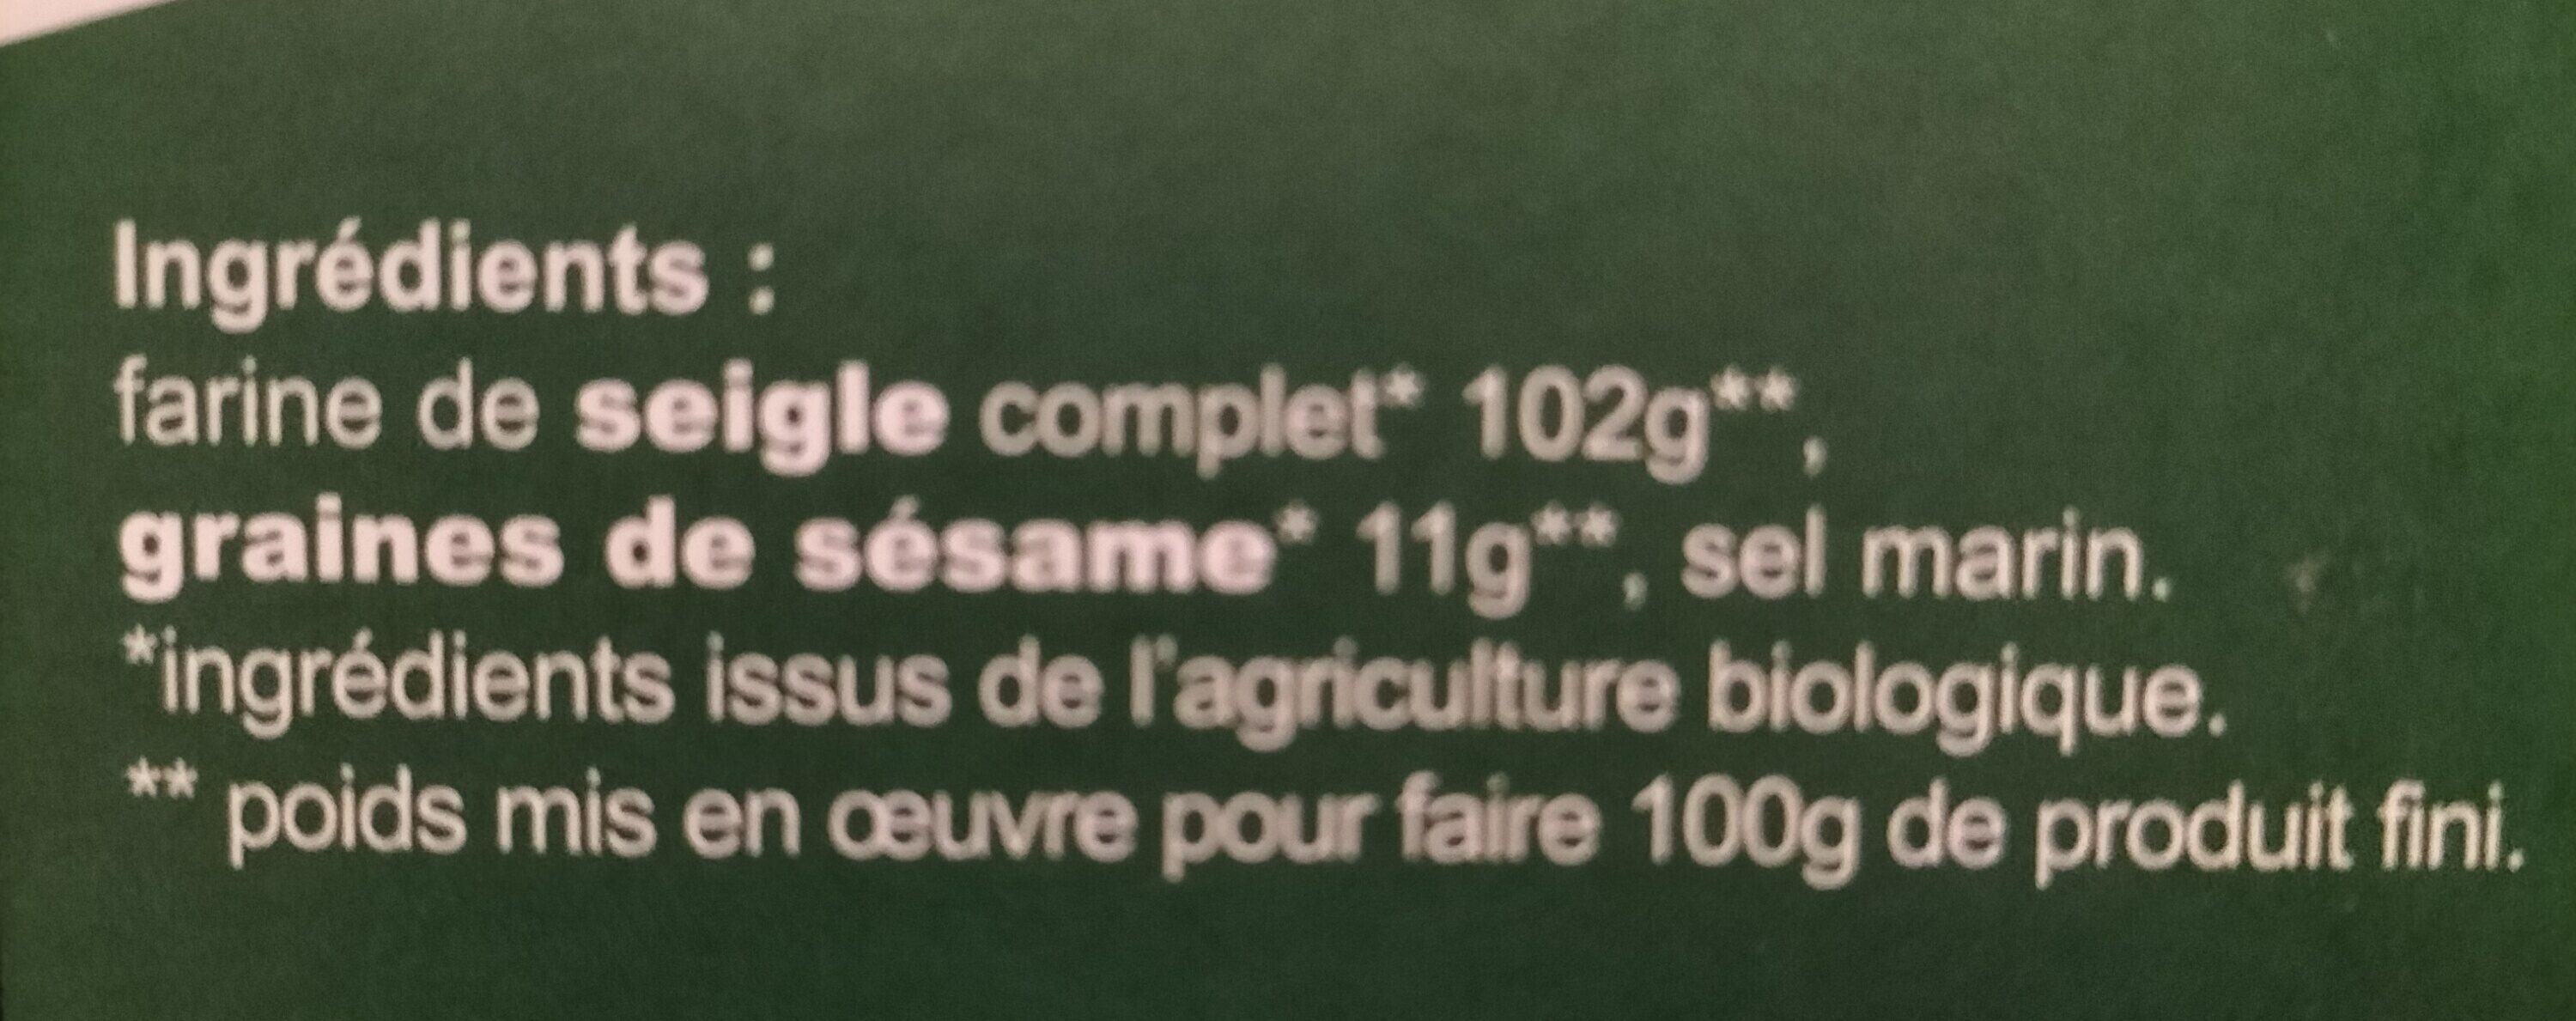 Ingrédients :
farine de seigle complet* 102g**,
graines de sésame* 11g**, sel marin.
*ingrédients issus de l'agriculture biologique.
** poids mis en œuvre pour faire 100g de produit fini.